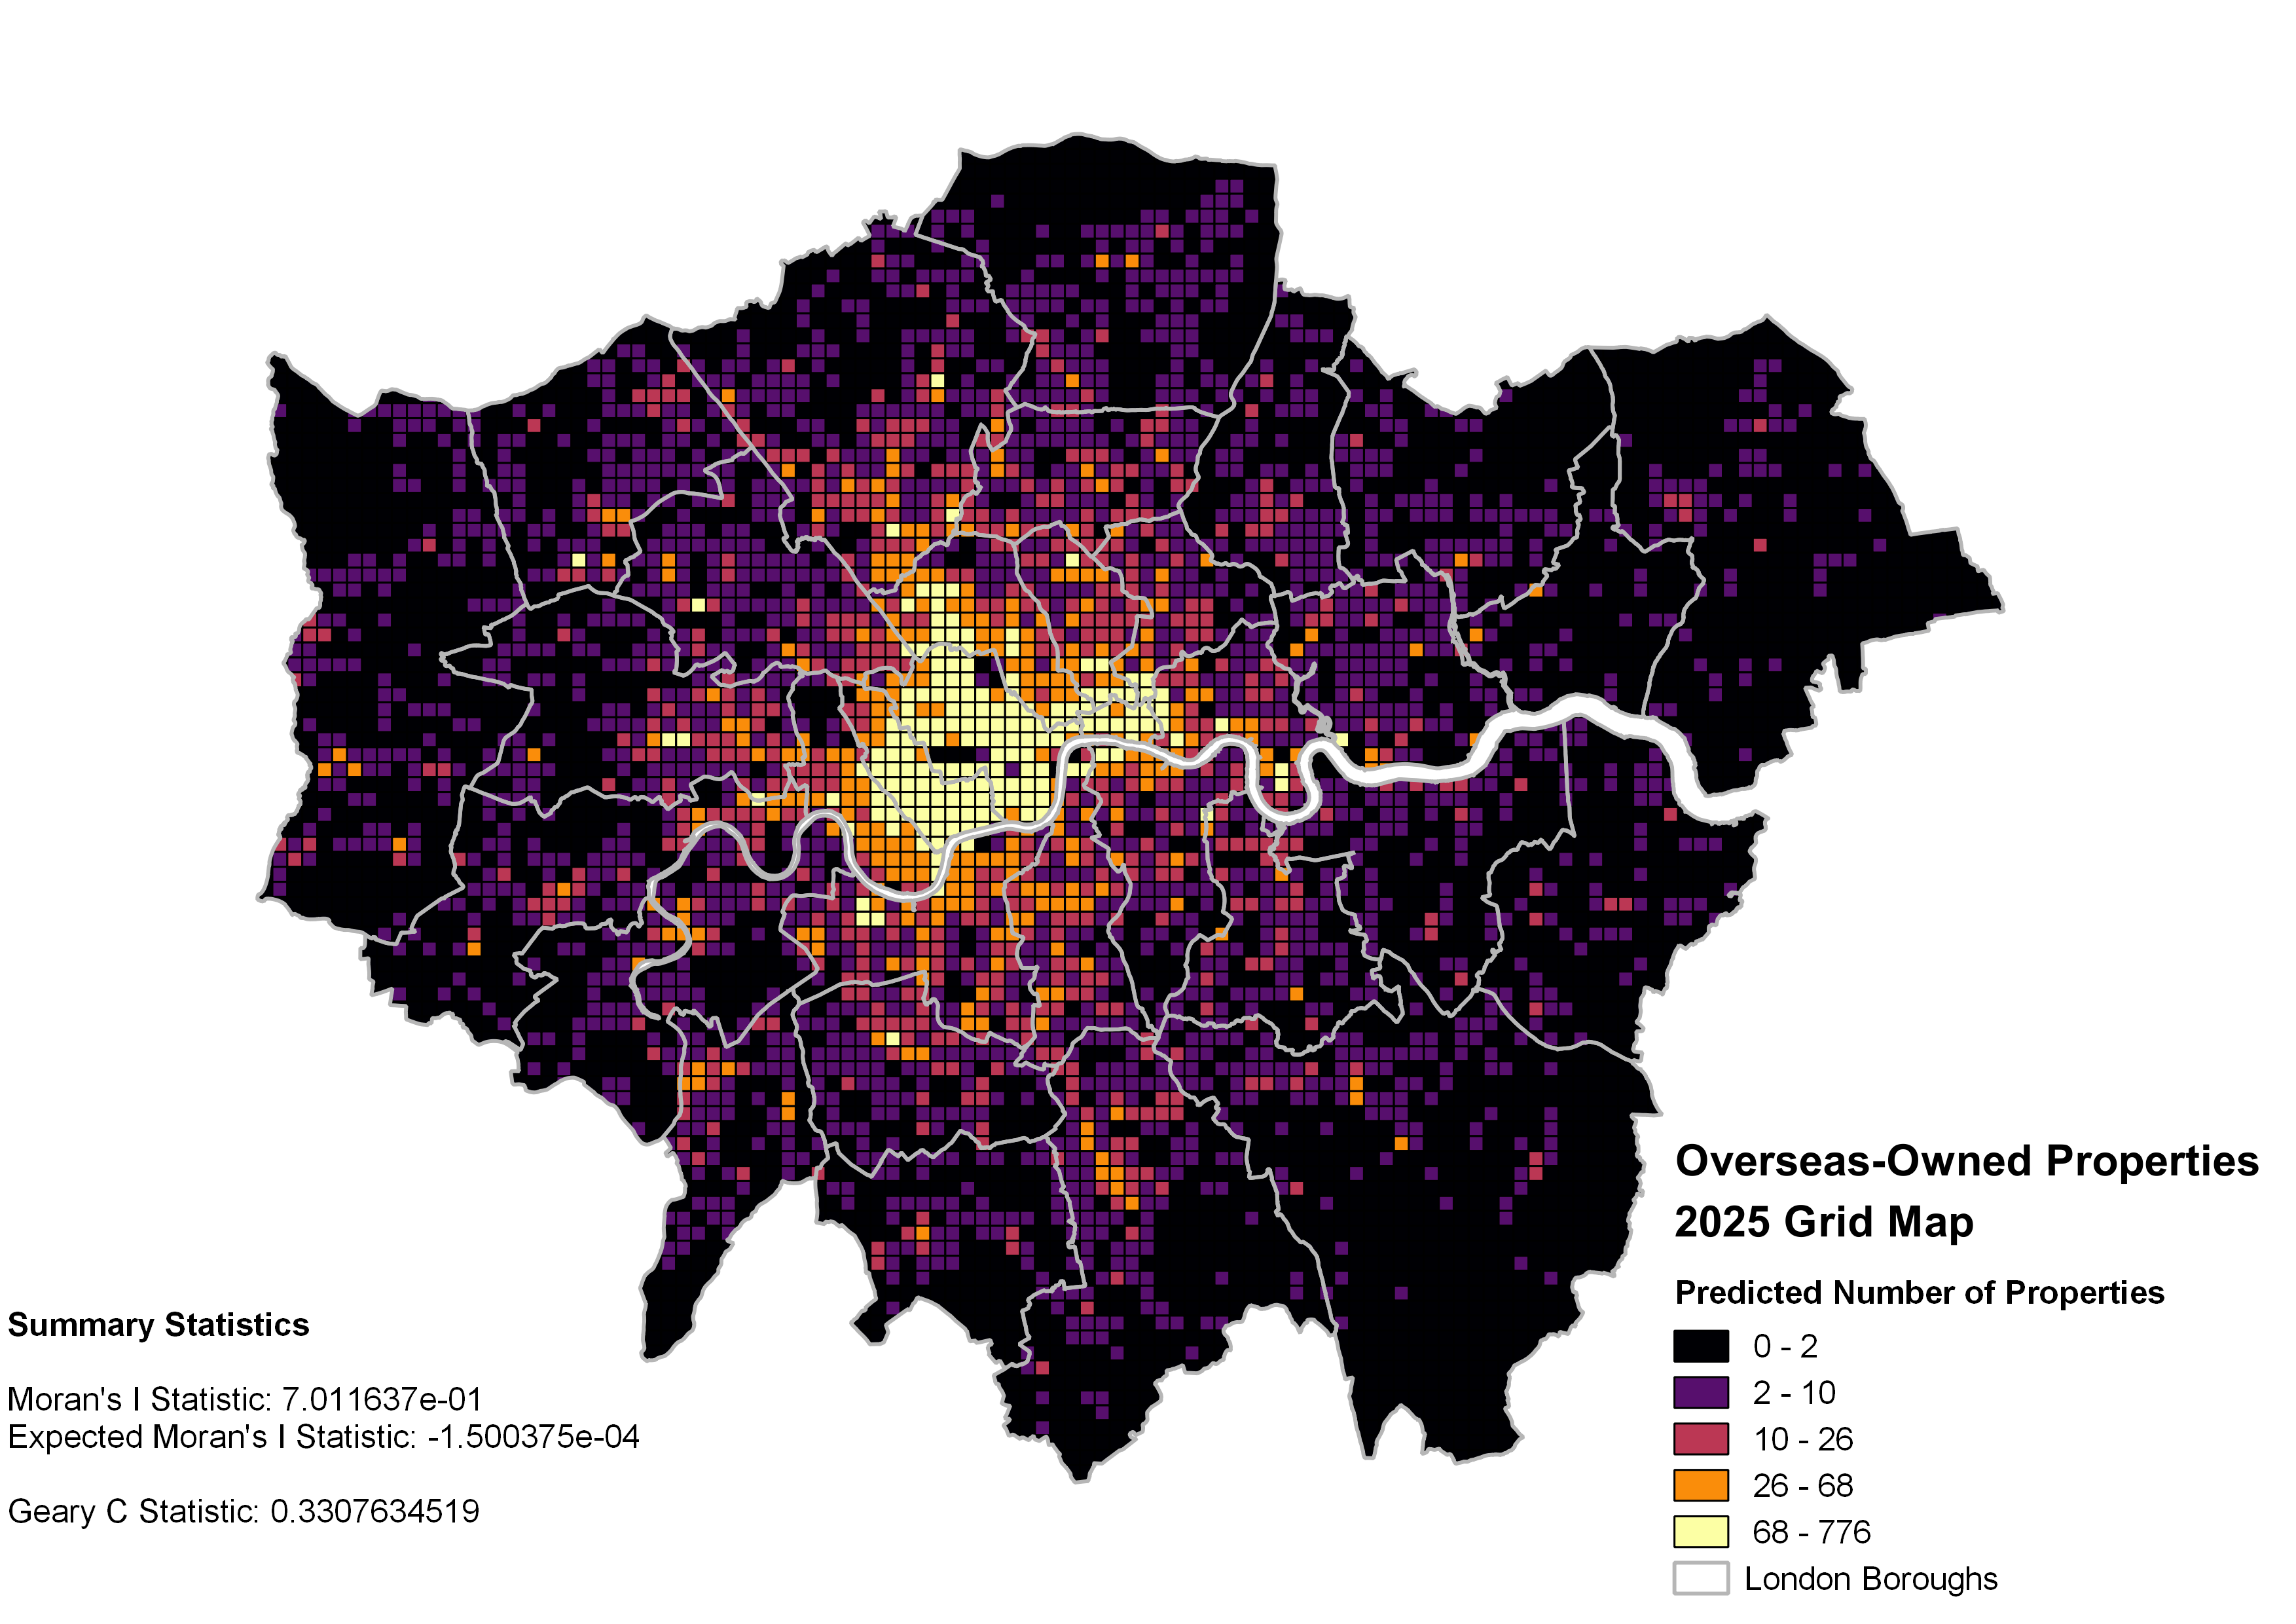 Overseas-Owned Properties
2025 Grid Map
Predicted Number of Properties
0 - 2
2 - 10
10 - 26
26 - 68
68 - 776
London Boroughs
Summary Statistics
Moran's I Statistic: 7.011637e-01
Expected Moran's I Statistic: -1.500375e-04
Geary C Statistic: 0.3307634519